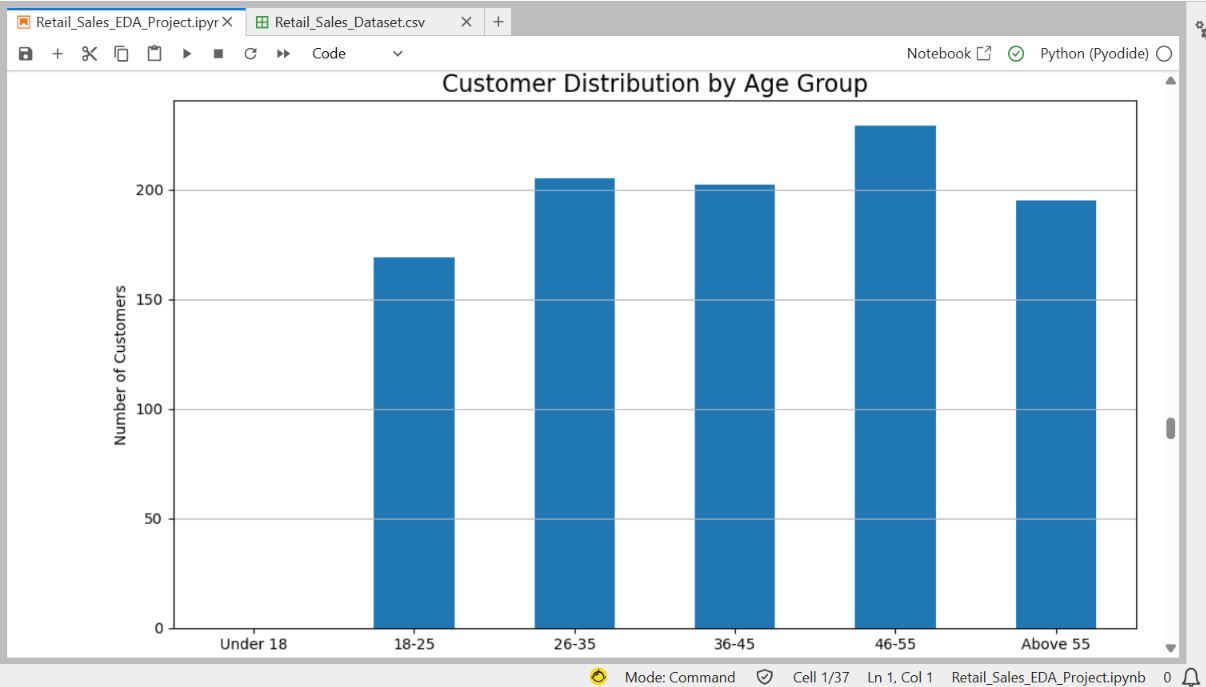 Retail_Sales_EDA_Project.ipyr
Retail_Sales_Dataset.csv
Code
Notebook
Python (Pyodide)
Customer Distribution by Age Group
Number of Customers
200
150
100
50
0
Under 18 18-25 26-35 36-45 46-55 Above 55
Mode: Command Cell 1/37 Ln 1, Col 1 Retail_Sales_EDA_Project.ipynb 0